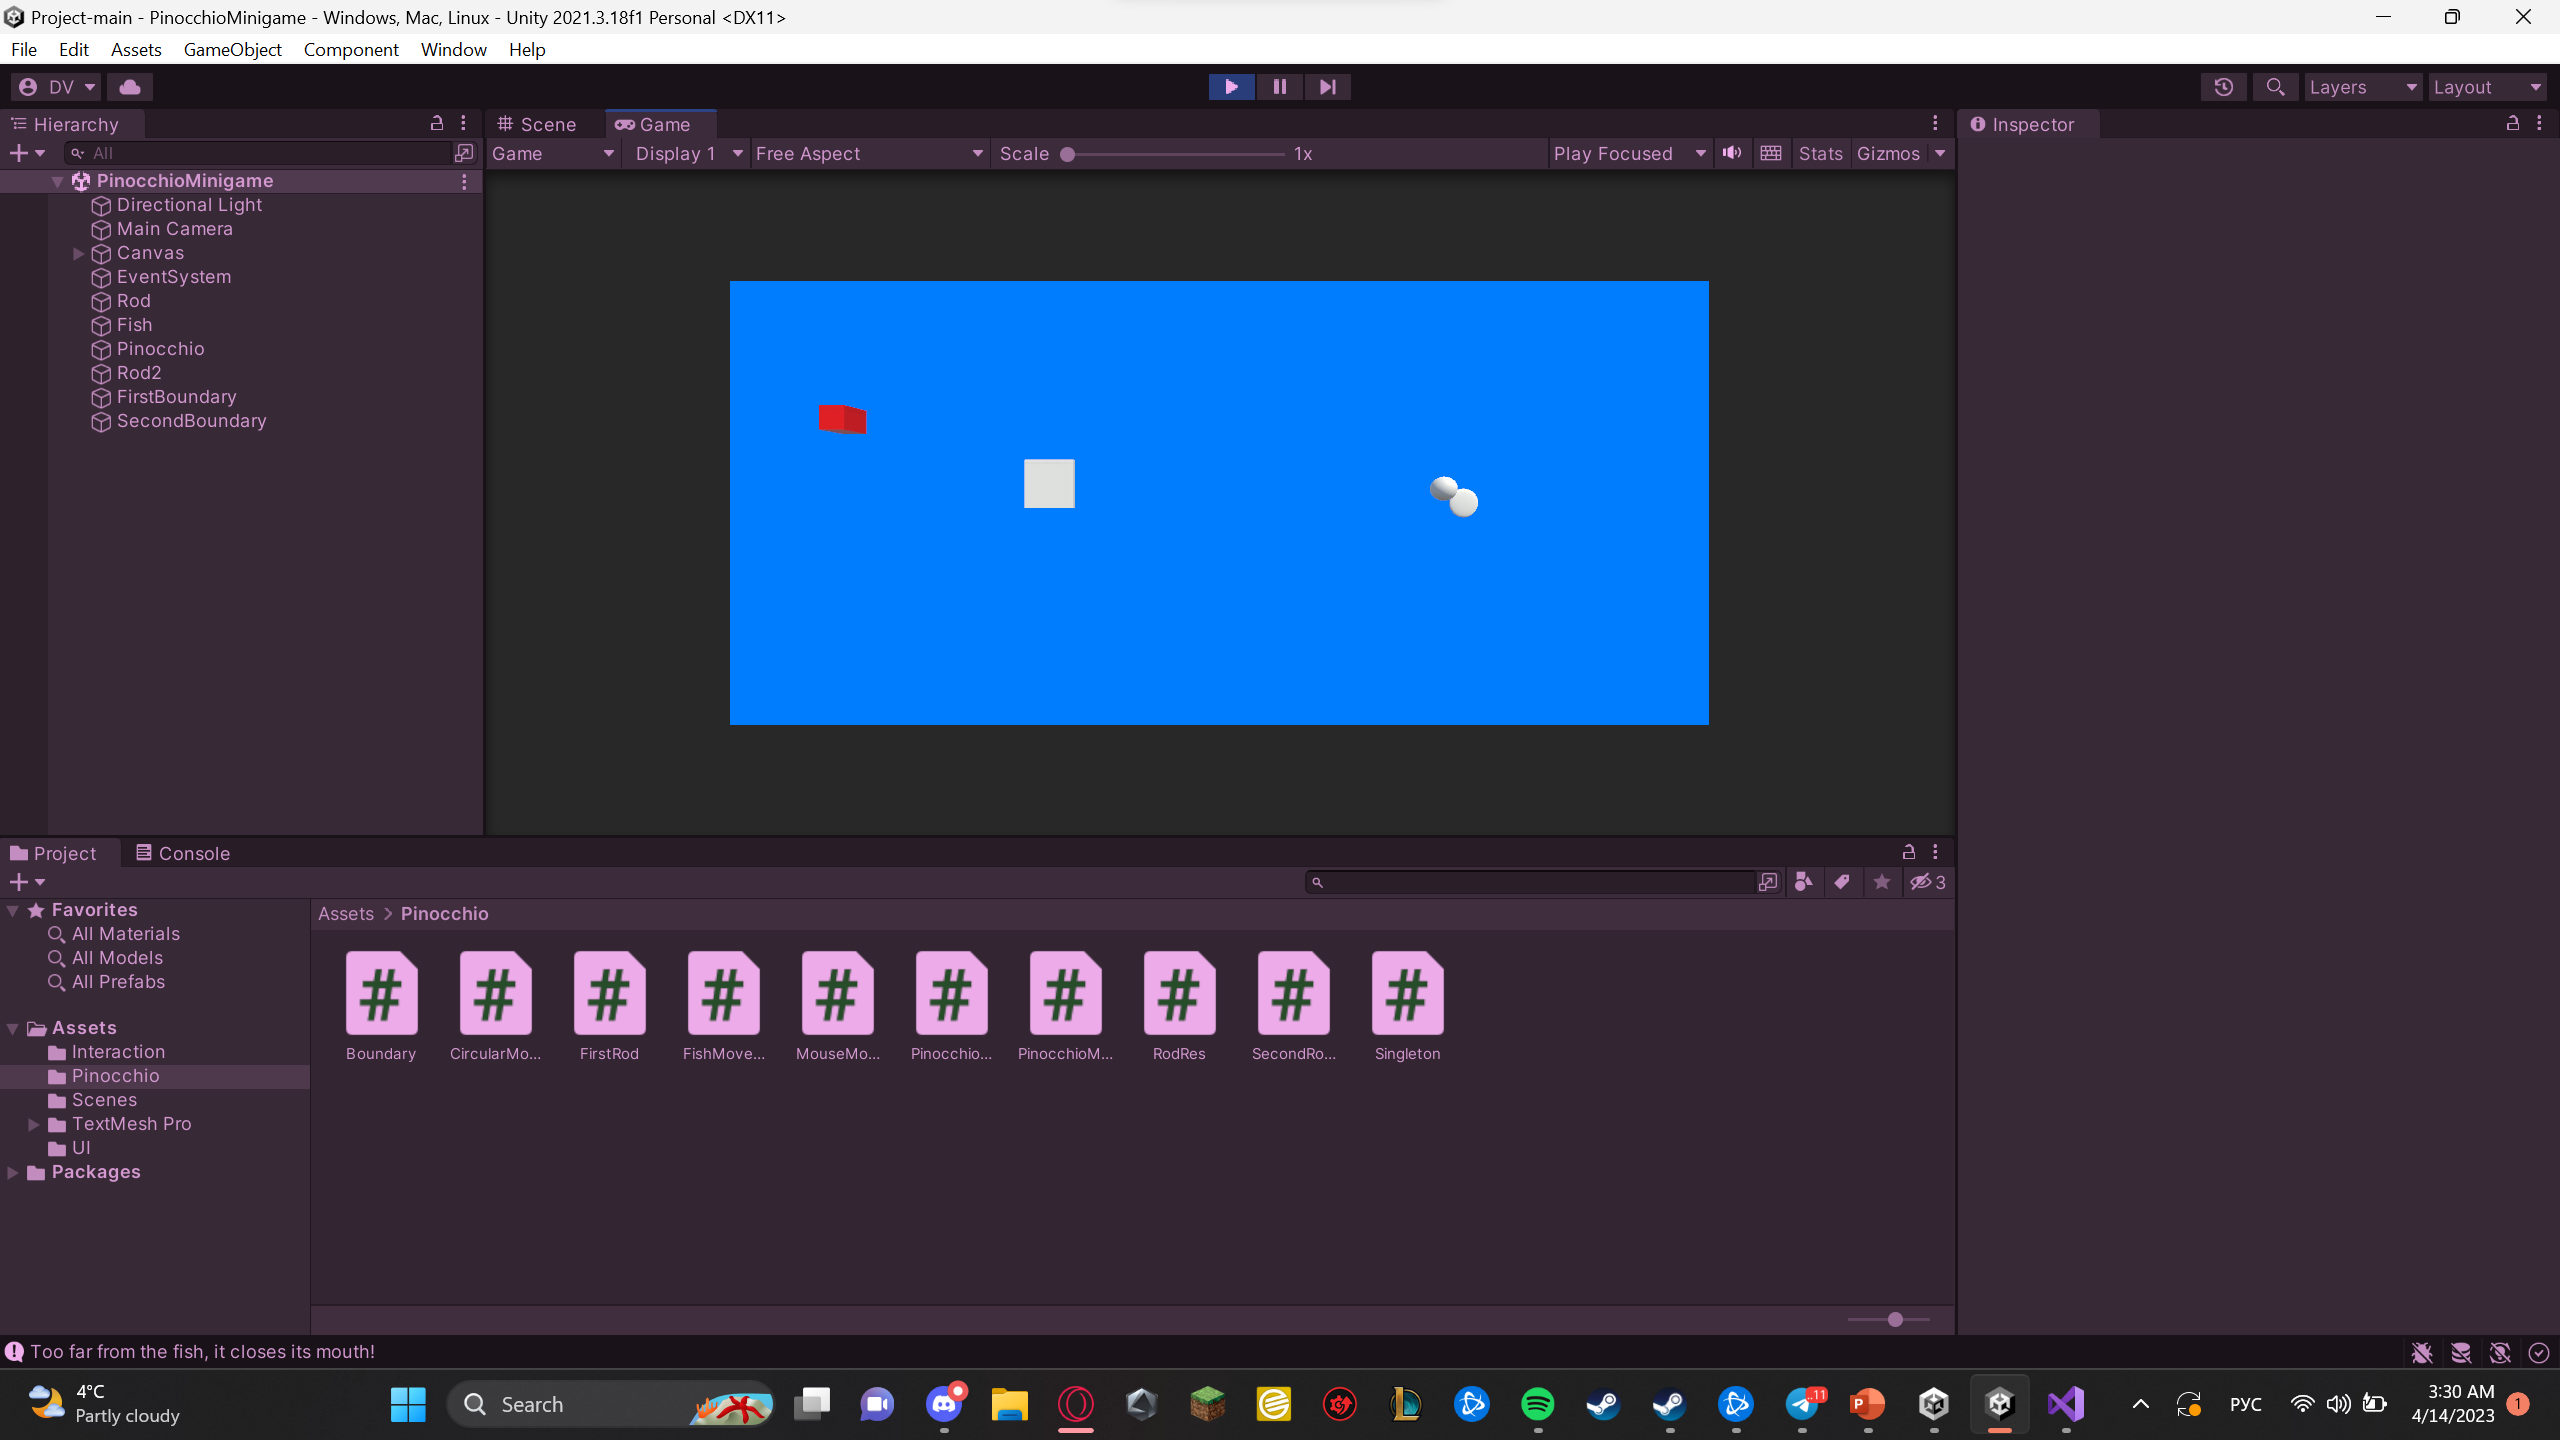 Project-main - PinocchioMinigame - Windows, Mac, Linux - Unity 2021.3.18f1 Personal <DX11>
File Edit Assets GameObject Component Window Help
DV
Layers Layout
Hierarchy
All
PinocchioMinigame
Directional Light
Main Camera
Canvas
EventSystem
Rod
Fish
Pinocchio
Rod2
FirstBoundary
SecondBoundary
Scene Game
Game Display 1 Free Aspect Scale 1x Play Focused Stats Gizmos
Inspector
Project Console
3
Favorites
All Materials
All Models
All Prefabs
Assets
Interaction
Pinocchio
Scenes
TextMesh Pro
UI
Packages
Assets > Pinocchio
Boundary CircularMo... FirstRod FishMove... MouseMo... Pinocchio... PinocchioM... RodRes SecondRo... Singleton
Too far from the fish, it closes its mouth!
4°C
Partly cloudy
Search
..11
РУС
3:30 AM
4/14/2023
1